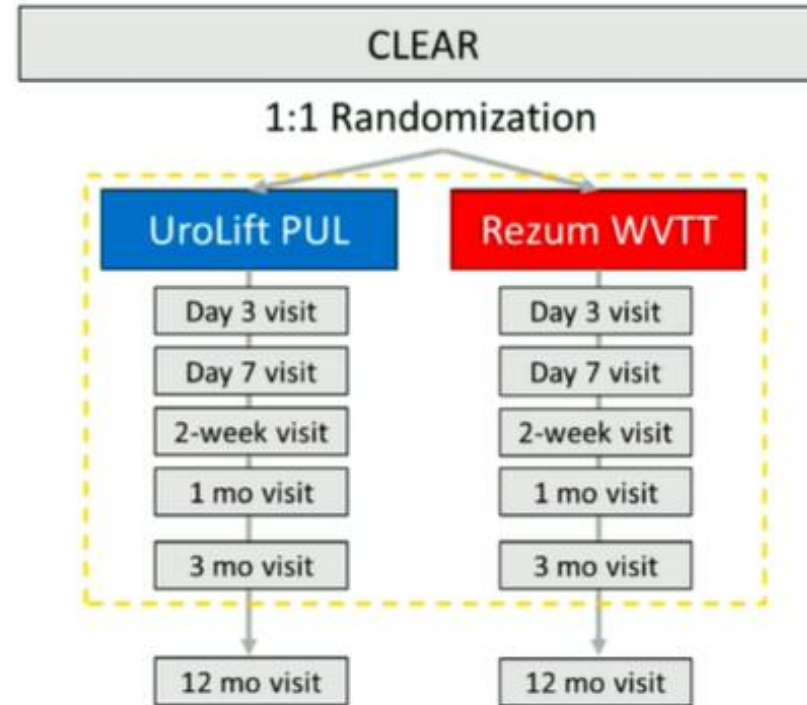 CLEAR
1:1 Randomization
UroLift PUL
Rezum WVTT
Day 3 visit
Day 3 visit
Day 7 visit
Day 7 visit
2-week visit
2-week visit
1 mo visit
1 mo visit
3 mo visit
3 mo visit
12 mo visit
12 mo visit